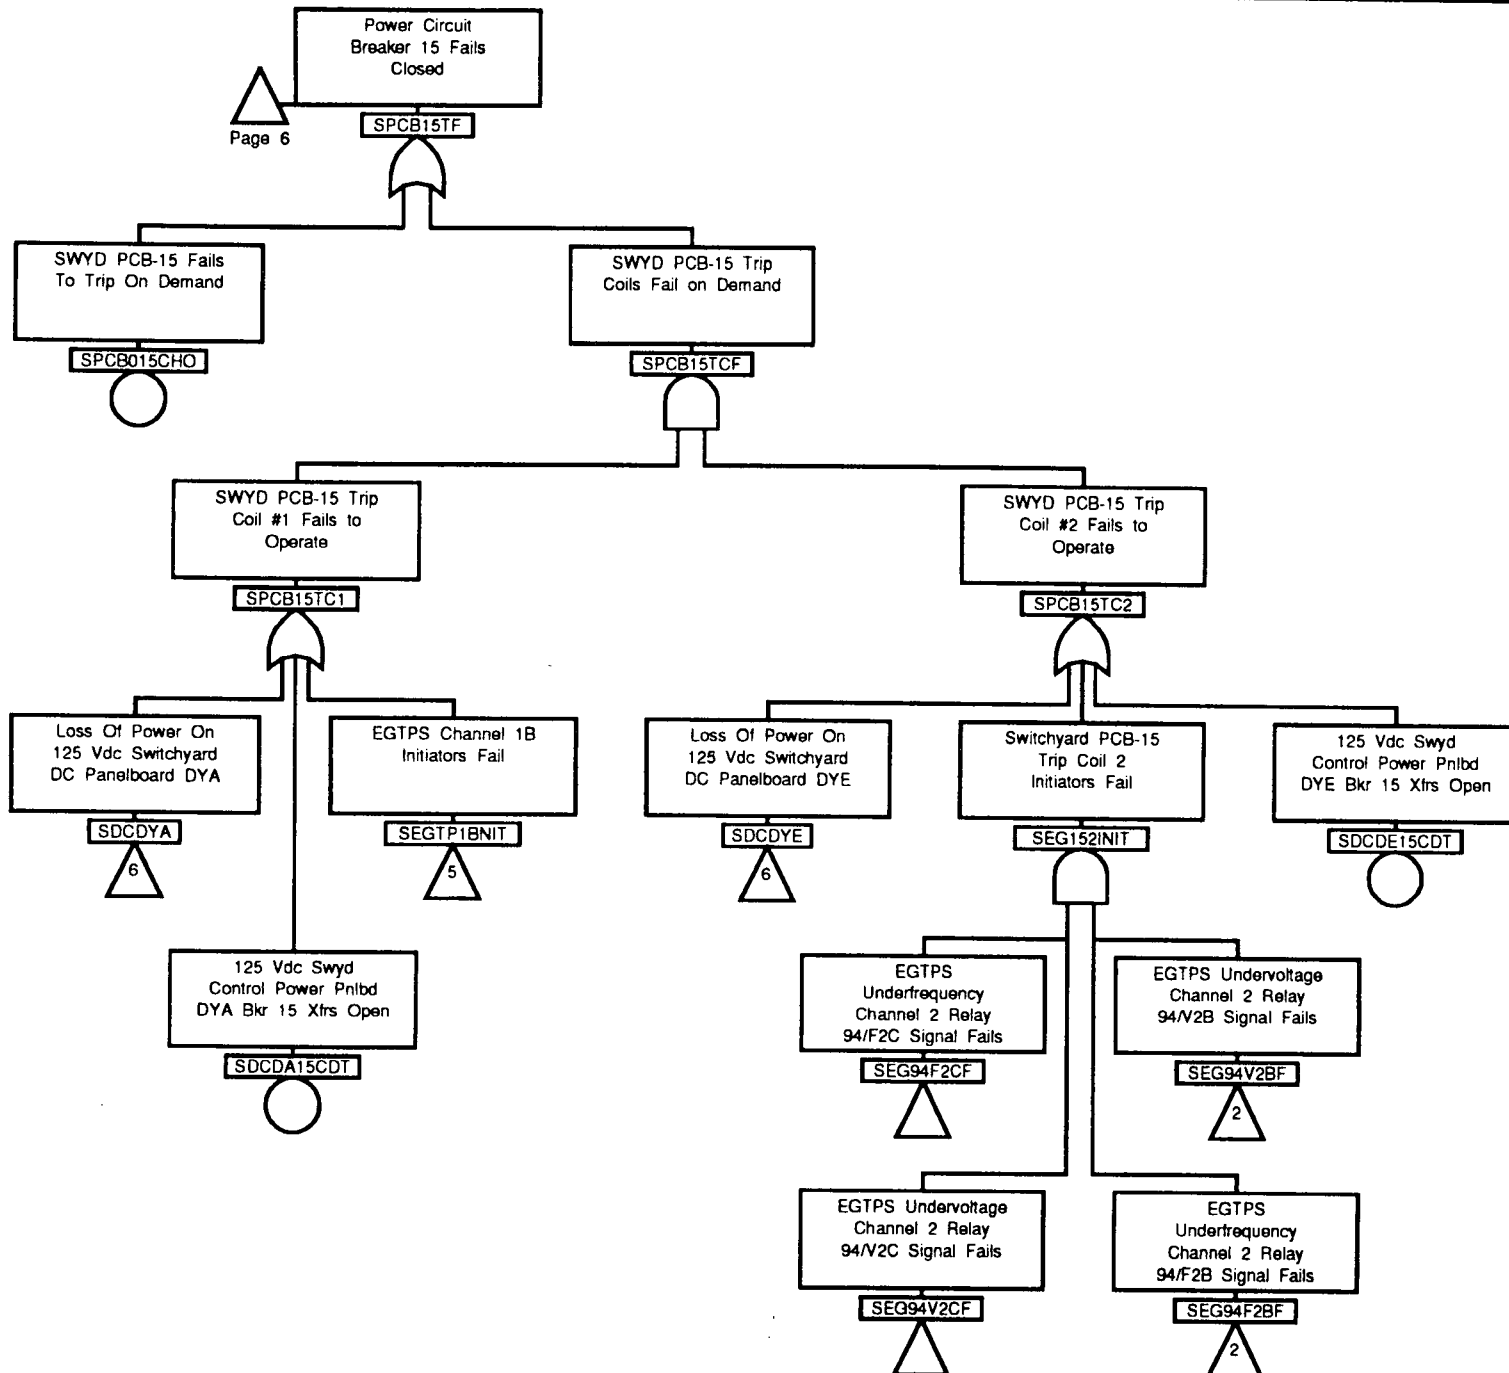 Power Circuit
Breaker 15 Fails
Closed
Page 6
SPCB15TF
SWYD PCB-15 Fails
To Trip On Demand
SPCB015CHO
SWYD PCB-15 Trip
Coils Fail on Demand
SPCB15TCF
SWYD PCB-15 Trip
Coil #1 Fails to
Operate
SPCB15TC1
SWYD PCB-15 Trip
Coil #2 Fails to
Operate
SPCB15TC2
Loss Of Power On
125 Vdc Switchyard
DC Panelboard DYA
SDCDYA
6
EGTPS Channel 1B
Initiators Fail
SEGTP1BNIT
5
Loss Of Power On
125 Vdc Switchyard
DC Panelboard DYE
SDCDYE
6
Switchyard PCB-15
Trip Coil 2
Initiators Fail
SEG152INIT
125 Vdc Swyd
Control Power Pnlbd
DYE Bkr 15 Xfrs Open
SDCDE15CDT
125 Vdc Swyd
Control Power Pnlbd
DYA Bkr 15 Xfrs Open
SDCDA15CDT
EGTPS
Underfrequency
Channel 2 Relay
94/F2C Signal Fails
SEG94F2CF
EGTPS Undervoltage
Channel 2 Relay
94/V2B Signal Fails
SEG94V2BF
2
EGTPS Undervoltage
Channel 2 Relay
94/V2C Signal Fails
SEG94V2CF
EGTPS
Underfrequency
Channel 2 Relay
94/F2B Signal Fails
SEG94F2BF
2